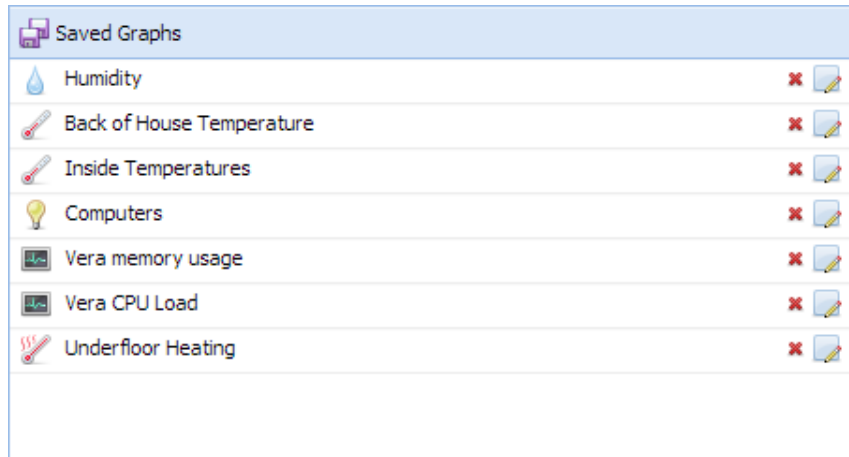 Saved Graphs
Humidity
Back of House Temperature
Inside Temperatures
Computers
Vera memory usage
Vera CPU Load
Underfloor Heating